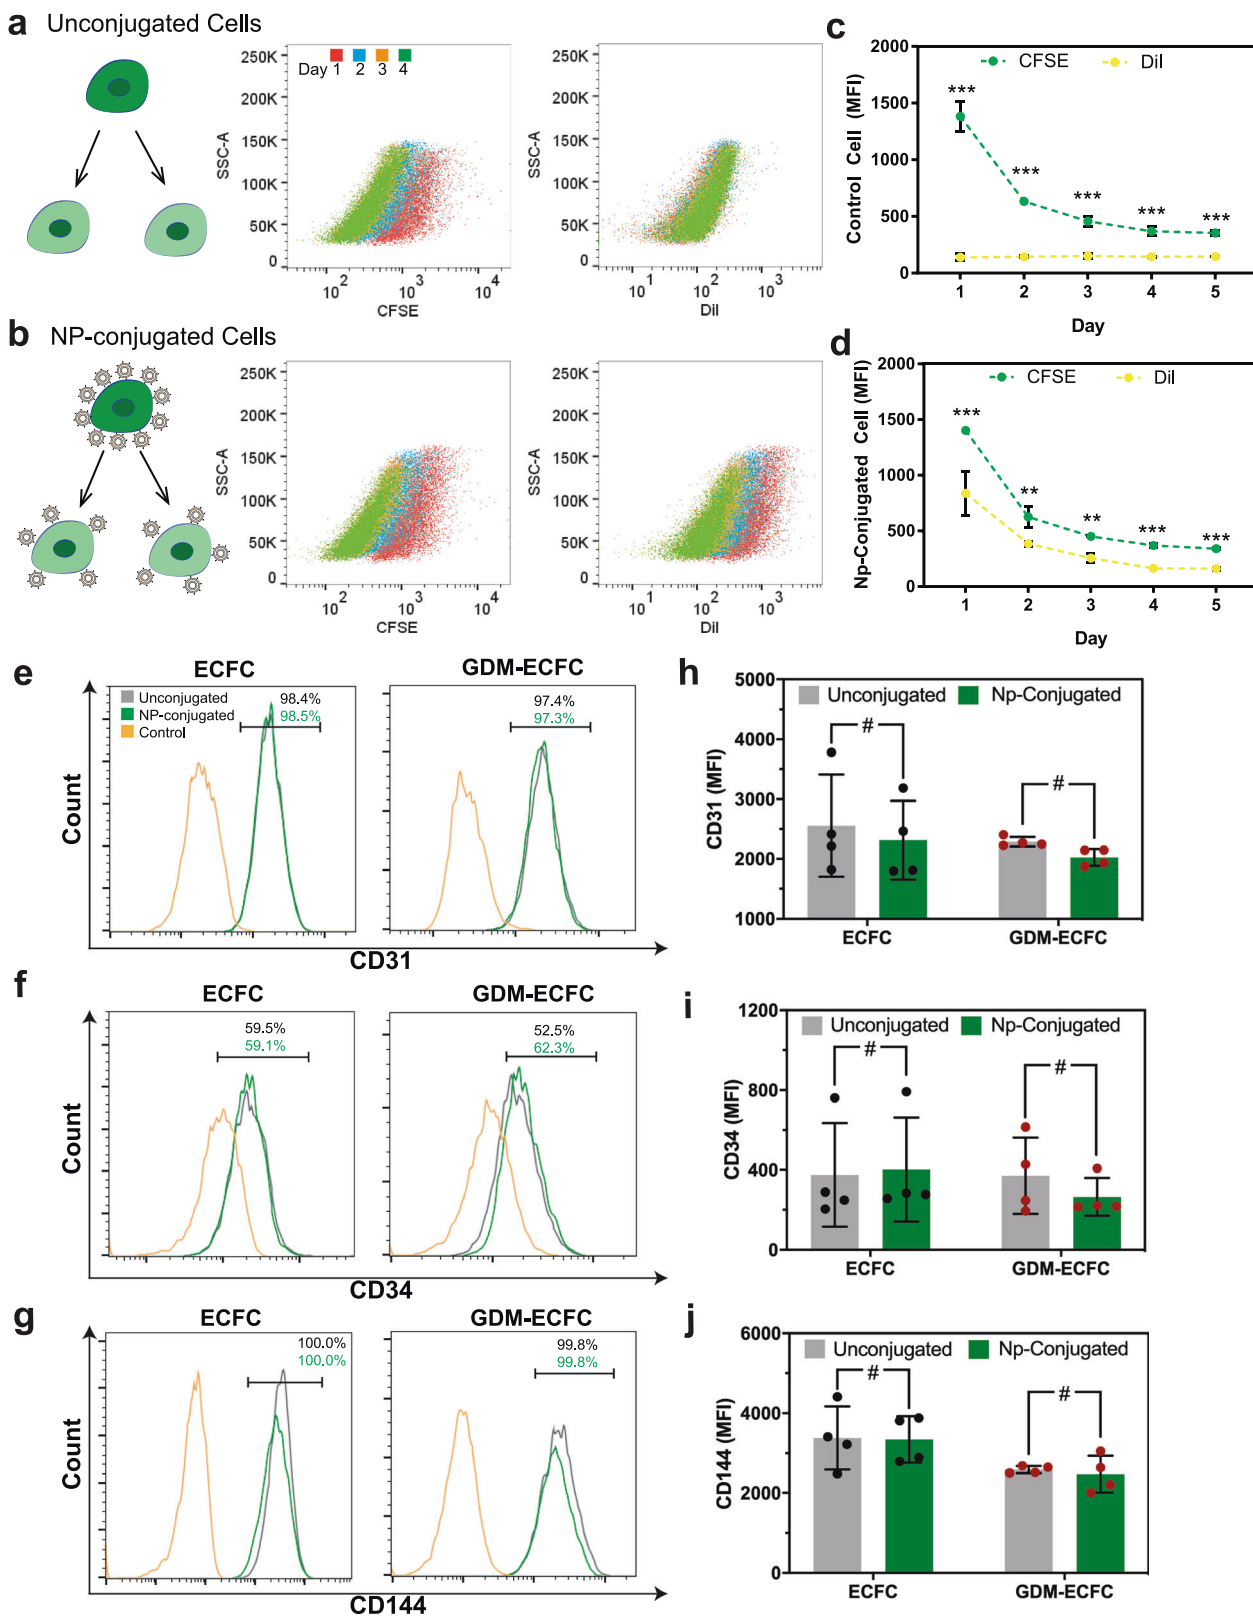 a Unconjugated Cells
250K
200K
150K
100K
50K
0
SSC-A
Day 1 2 3 4
10^2 10^3 10^4
CFSE
250K
200K
150K
100K
50K
0
SSC-A
10^1 10^2 10^3
DiI
c
2000
1500
1000
500
0
Control Cell (MFI)
CFSE DiI
***
***
***
***
***
1 2 3 4 5
Day
b NP-conjugated Cells
250K
200K
150K
100K
50K
0
SSC-A
10^2 10^3 10^4
CFSE
250K
200K
150K
100K
50K
0
SSC-A
10^1 10^2 10^3
DiI
d
2000
1500
1000
500
0
Np-Conjugated Cell (MFI)
CFSE DiI
***
**
**
***
***
1 2 3 4 5
Day
e
ECFC
GDM-ECFC
Unconjugated
NP-conjugated
Control
98.4%
98.5%
97.4%
97.3%
Count
CD31
h
5000
4000
3000
2000
1000
CD31 (MFI)
Unconjugated Np-Conjugated
#
#
ECFC GDM-ECFC
f
ECFC
GDM-ECFC
59.5%
59.1%
52.5%
62.3%
Count
CD34
i
1200
800
400
0
CD34 (MFI)
Unconjugated Np-Conjugated
#
#
ECFC GDM-ECFC
g
ECFC
GDM-ECFC
100.0%
100.0%
99.8%
99.8%
Count
CD144
j
6000
4000
2000
0
CD144 (MFI)
Unconjugated Np-Conjugated
#
#
ECFC GDM-ECFC